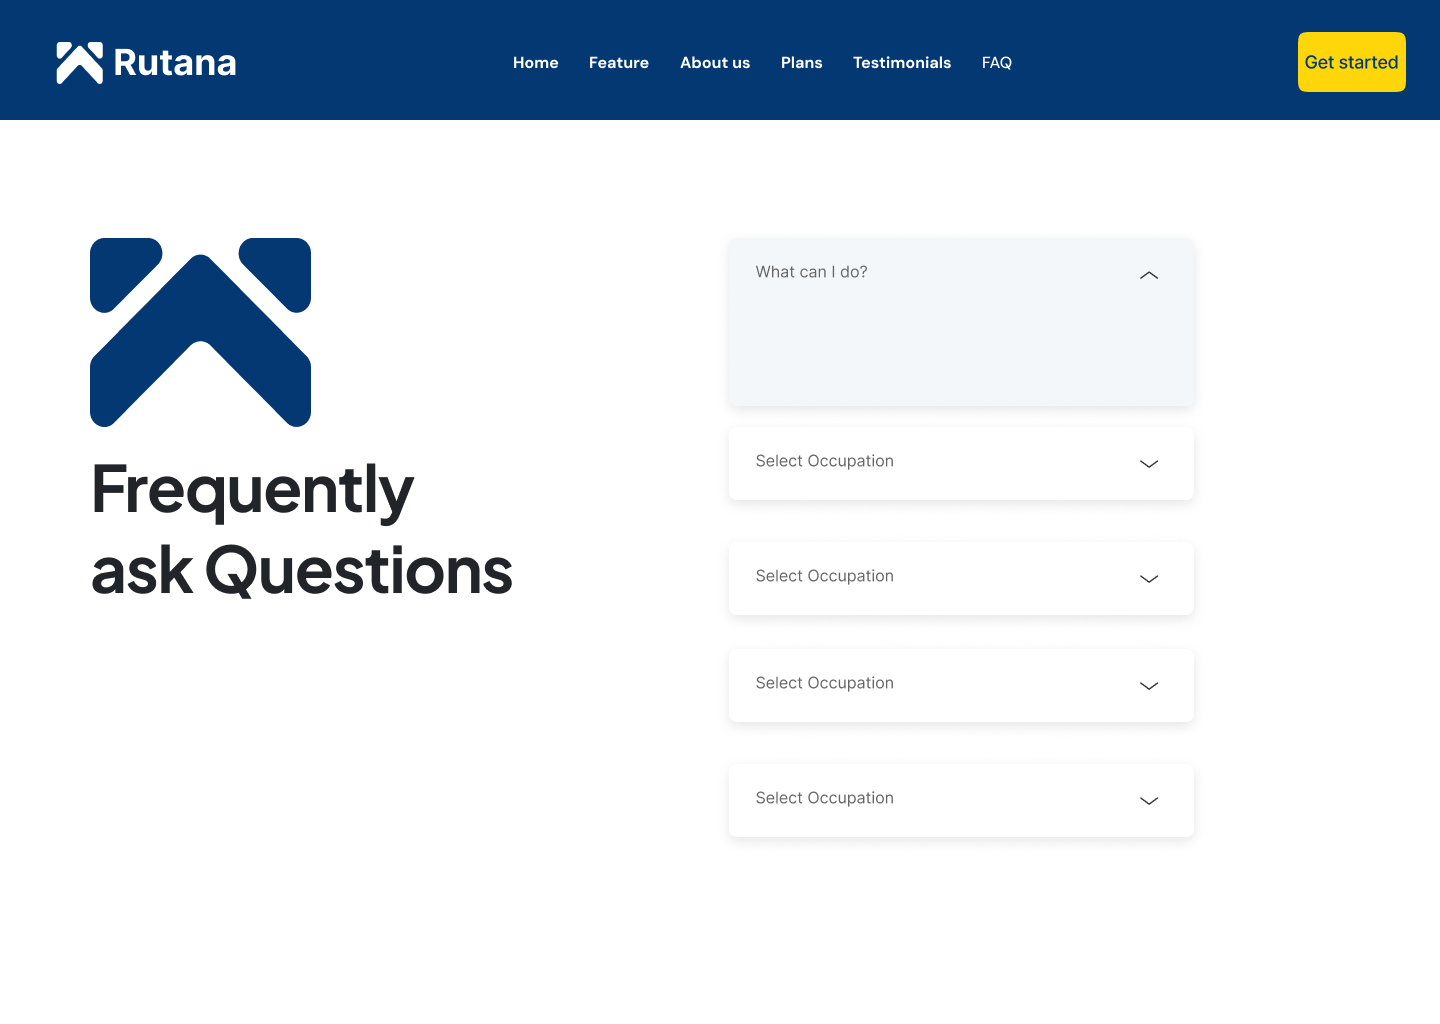 Rutana
Home Feature About us Plans Testimonials FAQ
Get started
Frequently
ask Questions
What can I do?
Select Occupation
Select Occupation
Select Occupation
Select Occupation